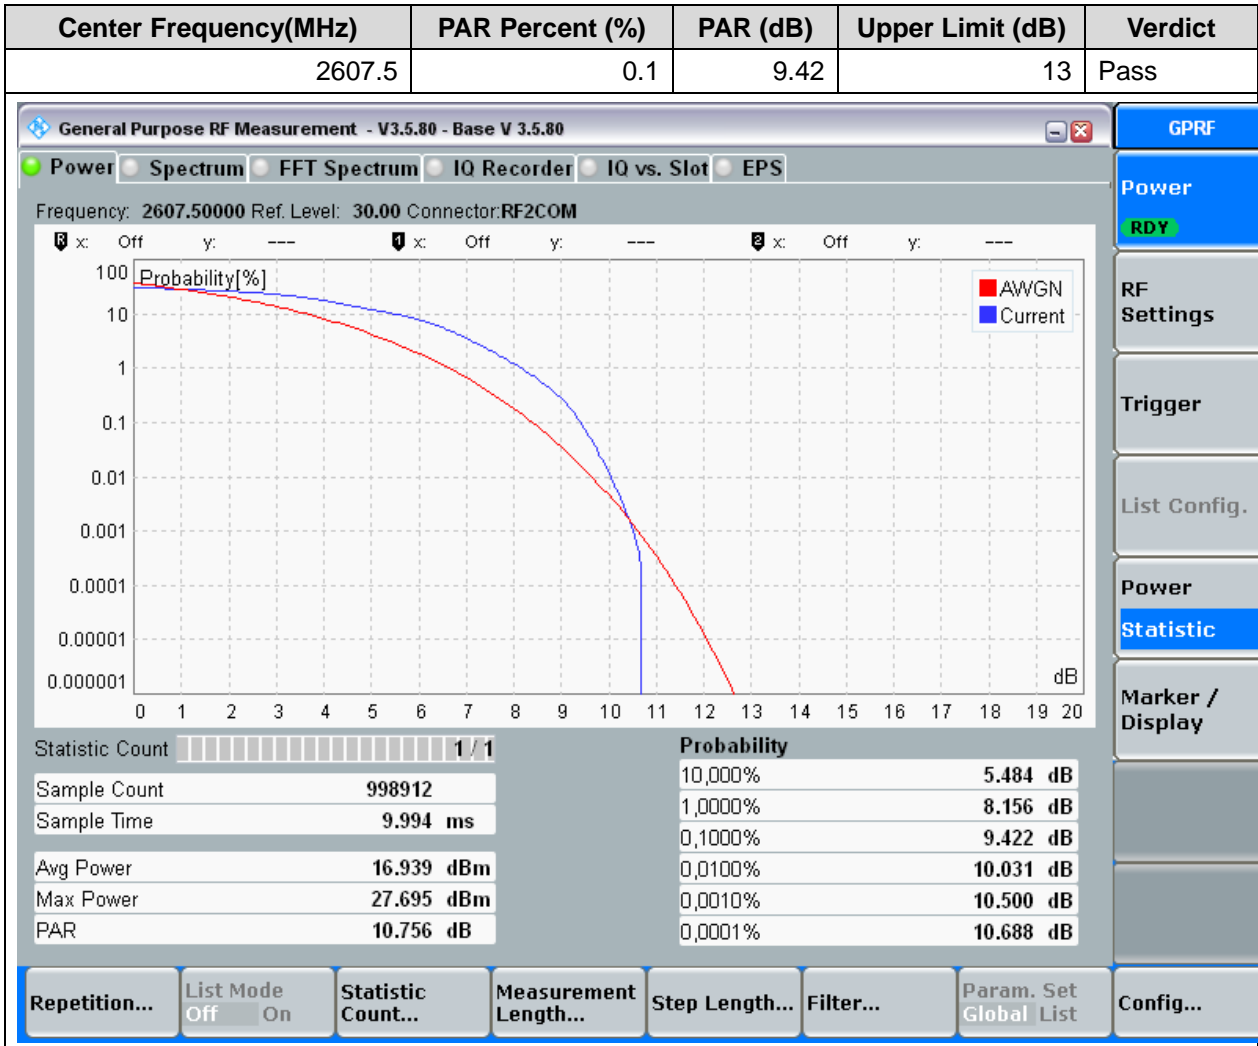 Center Frequency(MHz) PAR Percent (%) PAR (dB) Upper Limit (dB) Verdict
2607.5 0.1 9.42 13 Pass
General Purpose RF Measurement - V3.5.80 - Base V 3.5.80
GPRF
Power Spectrum FFT Spectrum IQ Recorder IQ vs. Slot EPS
Frequency: 2607.50000 Ref. Level: 30.00 Connector:RF2COM
R x: Off y: --- 1 x: Off y: --- 2 x: Off y: ---
Probability[%]
AWGN
Current
100
10
1
0.1
0.01
0.001
0.0001
0.00001
0.000001
dB
0 1 2 3 4 5 6 7 8 9 10 11 12 13 14 15 16 17 18 19 20
Statistic Count 1 / 1
Sample Count 998912
Sample Time 9.994 ms
Avg Power 16.939 dBm
Max Power 27.695 dBm
PAR 10.756 dB
Probability
10,000% 5.484 dB
1,0000% 8.156 dB
0,1000% 9.422 dB
0,0100% 10.031 dB
0,0010% 10.500 dB
0,0001% 10.688 dB
Power
RDY
RF
Settings
Trigger
List Config.
Power
Statistic
Marker /
Display
Repetition...
List Mode
Off On
Statistic
Count...
Measurement
Length...
Step Length...
Filter...
Param. Set
Global List
Config...